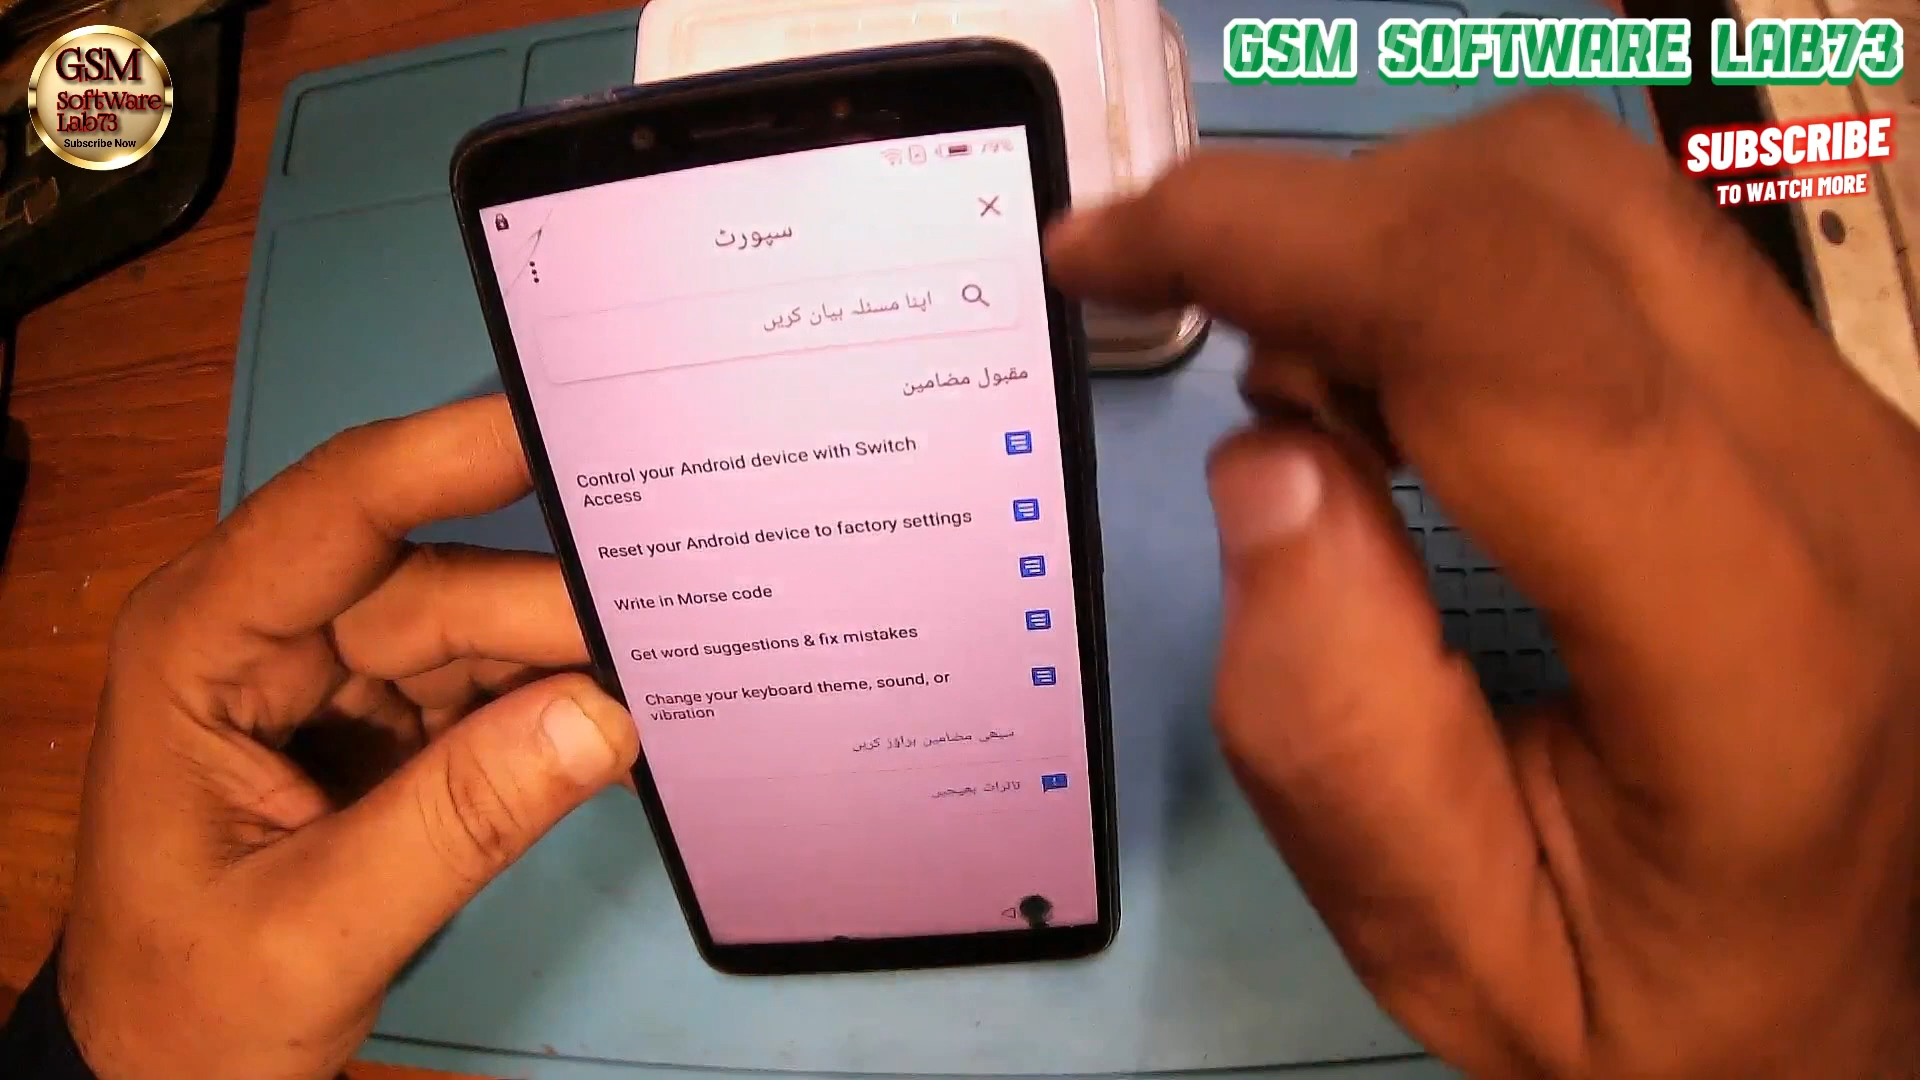 GSM
SoftWare
Lab73
Subscribe Now
GSM SOFTWARE LAB73
SUBSCRIBE
TO WATCH MORE
سپورٹ
اپنا مسئلہ بیان کریں
مقبول مضامین
Control your Android device with Switch
Access
Reset your Android device to factory settings
Write in Morse code
Get word suggestions & fix mistakes
Change your keyboard theme, sound, or
vibration
سبھی مضامین براؤز کریں
تاثرات بھیجیں